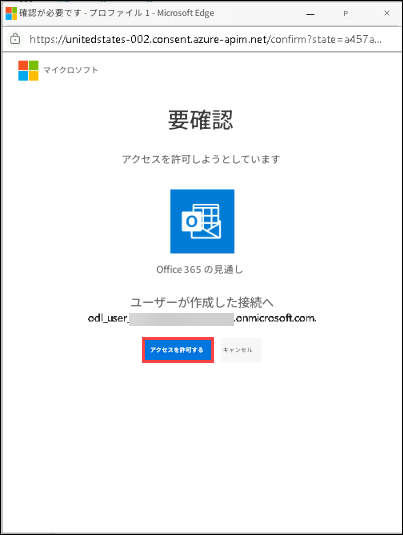 確認が必要です - プロファイル 1 - Microsoft Edge
https://unitedstates-002.consent.azure-apim.net/confirm?state=a457a...
マイクロソフト
要確認
アクセスを許可しようとしています
Office 365 の見通し
ユーザーが作成した接続へ
odl_user_ .onmicrosoft.com.
アクセスを許可する キャンセル